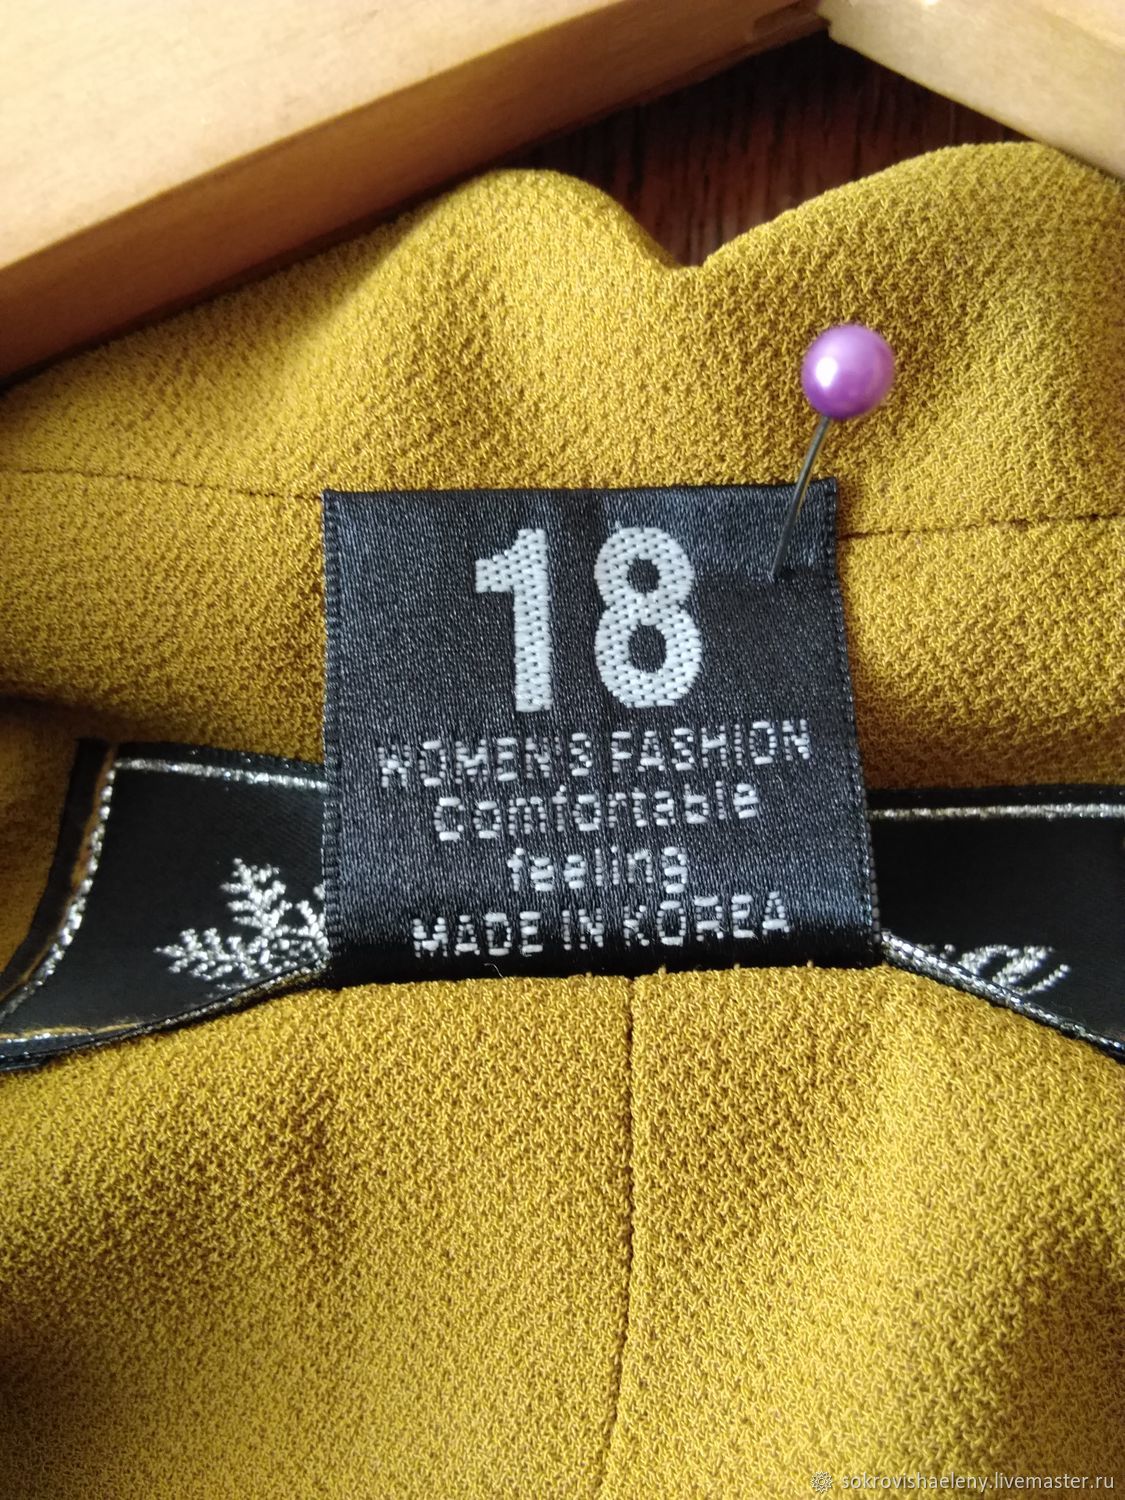 18
WOMEN'S FASHION
Comfortable
feeling
MADE IN KOREA
sokrovishaeleny.livemaster.ru